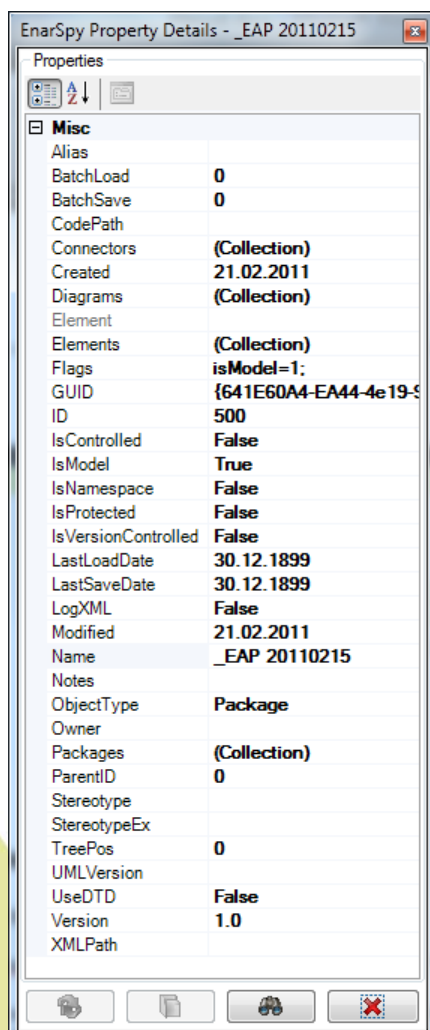 EnarSpy Property Details - _EAP 20110215
Properties
Misc
Alias
BatchLoad 0
BatchSave 0
CodePath
Connectors (Collection)
Created 21.02.2011
Diagrams (Collection)
Element
Elements (Collection)
Flags isModel=1;
GUID {641E60A4-EA44-4e19-
ID 500
IsControlled False
IsModel True
IsNamespace False
IsProtected False
IsVersionControlled False
LastLoadDate 30.12.1899
LastSaveDate 30.12.1899
LogXML False
Modified 21.02.2011
Name _EAP 20110215
Notes
ObjectType Package
Owner
Packages (Collection)
ParentID 0
Stereotype
StereotypeEx
TreePos 0
UMLVersion
UseDTD False
Version 1.0
XMLPath